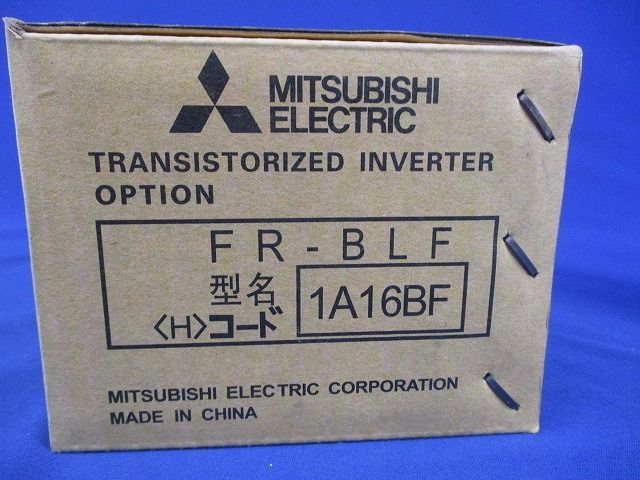 MITSUBISHI
ELECTRIC
TRANSISTORIZED INVERTER
OPTION
FR-BLF
型名
〈H〉コード 1A16BF
MITSUBISHI ELECTRIC CORPORATION
MADE IN CHINA